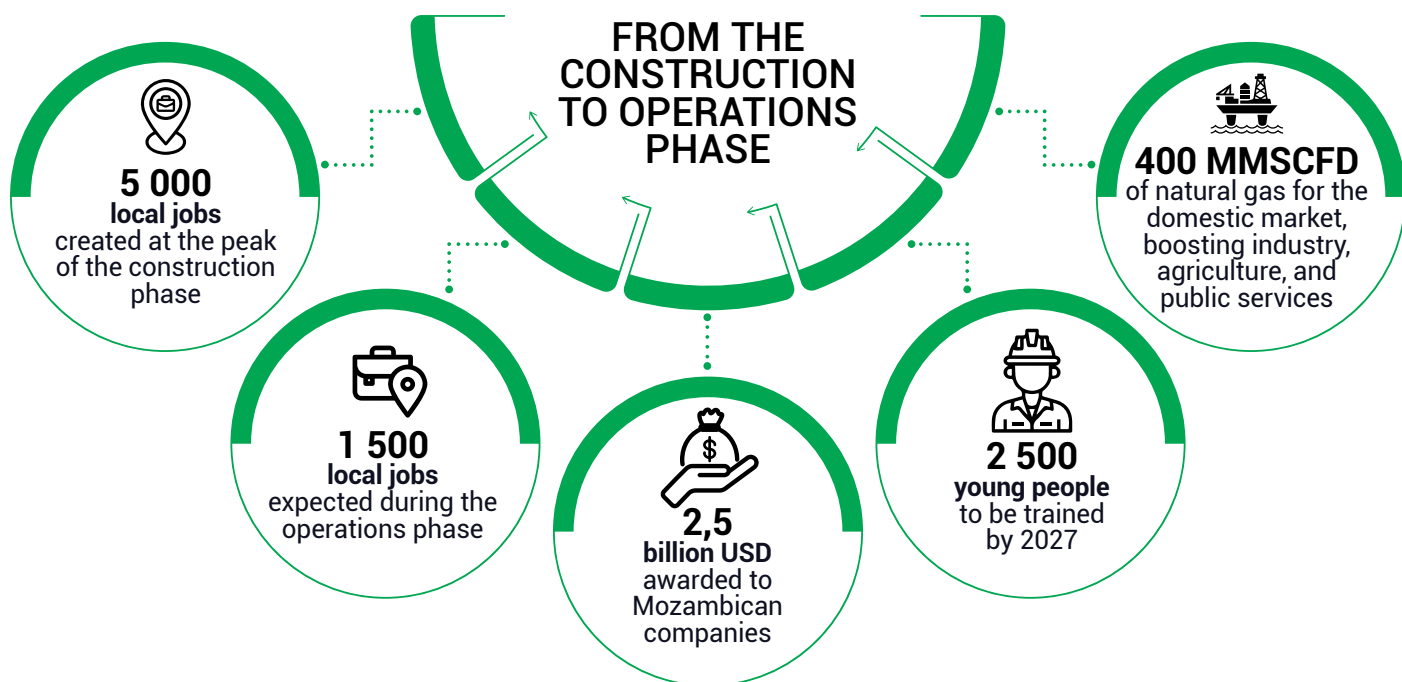 FROM THE
CONSTRUCTION
TO OPERATIONS
PHASE
5 000
local jobs
created at the peak
of the construction
phase
1 500
local jobs
expected during the
operations phase
$
2,5
billion USD
awarded to
Mozambican
companies
2 500
young people
to be trained
by 2027
400 MMSCFD
of natural gas for the
domestic market,
boosting industry,
agriculture, and
public services